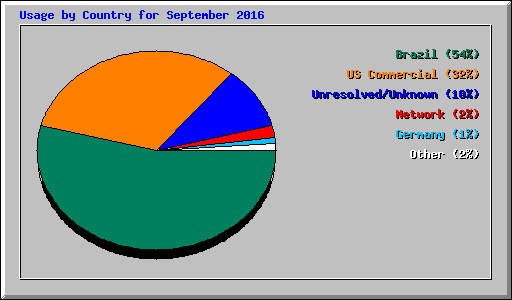 Usage by Country for September 2016
Brazil (54%)
US Commercial (32%)
Unresolved/Unknown (10%)
Network (2%)
Germany (1%)
Other (2%)